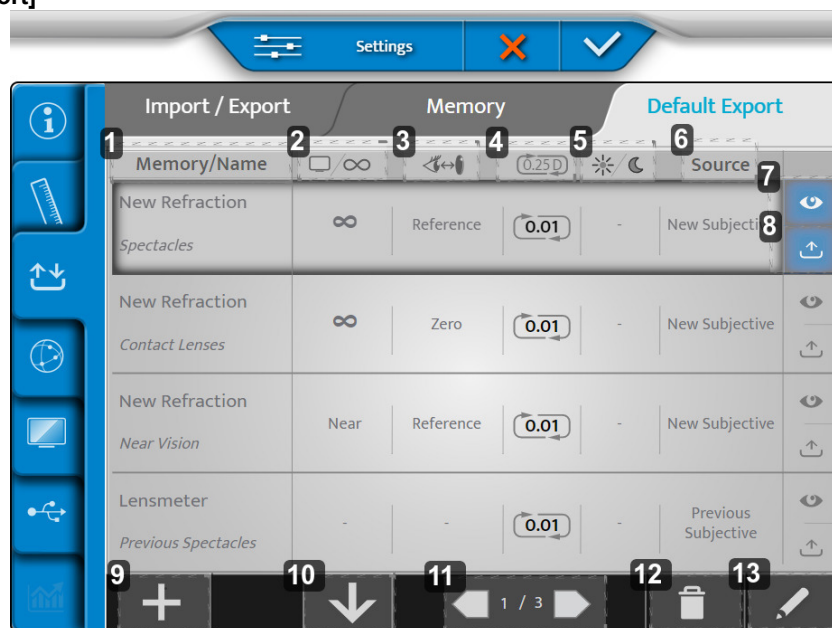 ort]
Settings
Import / Export
Memory
Default Export
1 2 3 4 5 6
Memory/Name
0.25 D
Source
7
New Refraction
Spectacles
∞
Reference
0.01
-
New Subjecti
8
New Refraction
Contact Lenses
∞
Zero
0.01
-
New Subjective
New Refraction
Near Vision
Near
Reference
0.01
-
New Subjective
Lensmeter
Previous Spectacles
-
-
0.01
-
Previous
Subjective
9 10 11 12 13
1 / 3